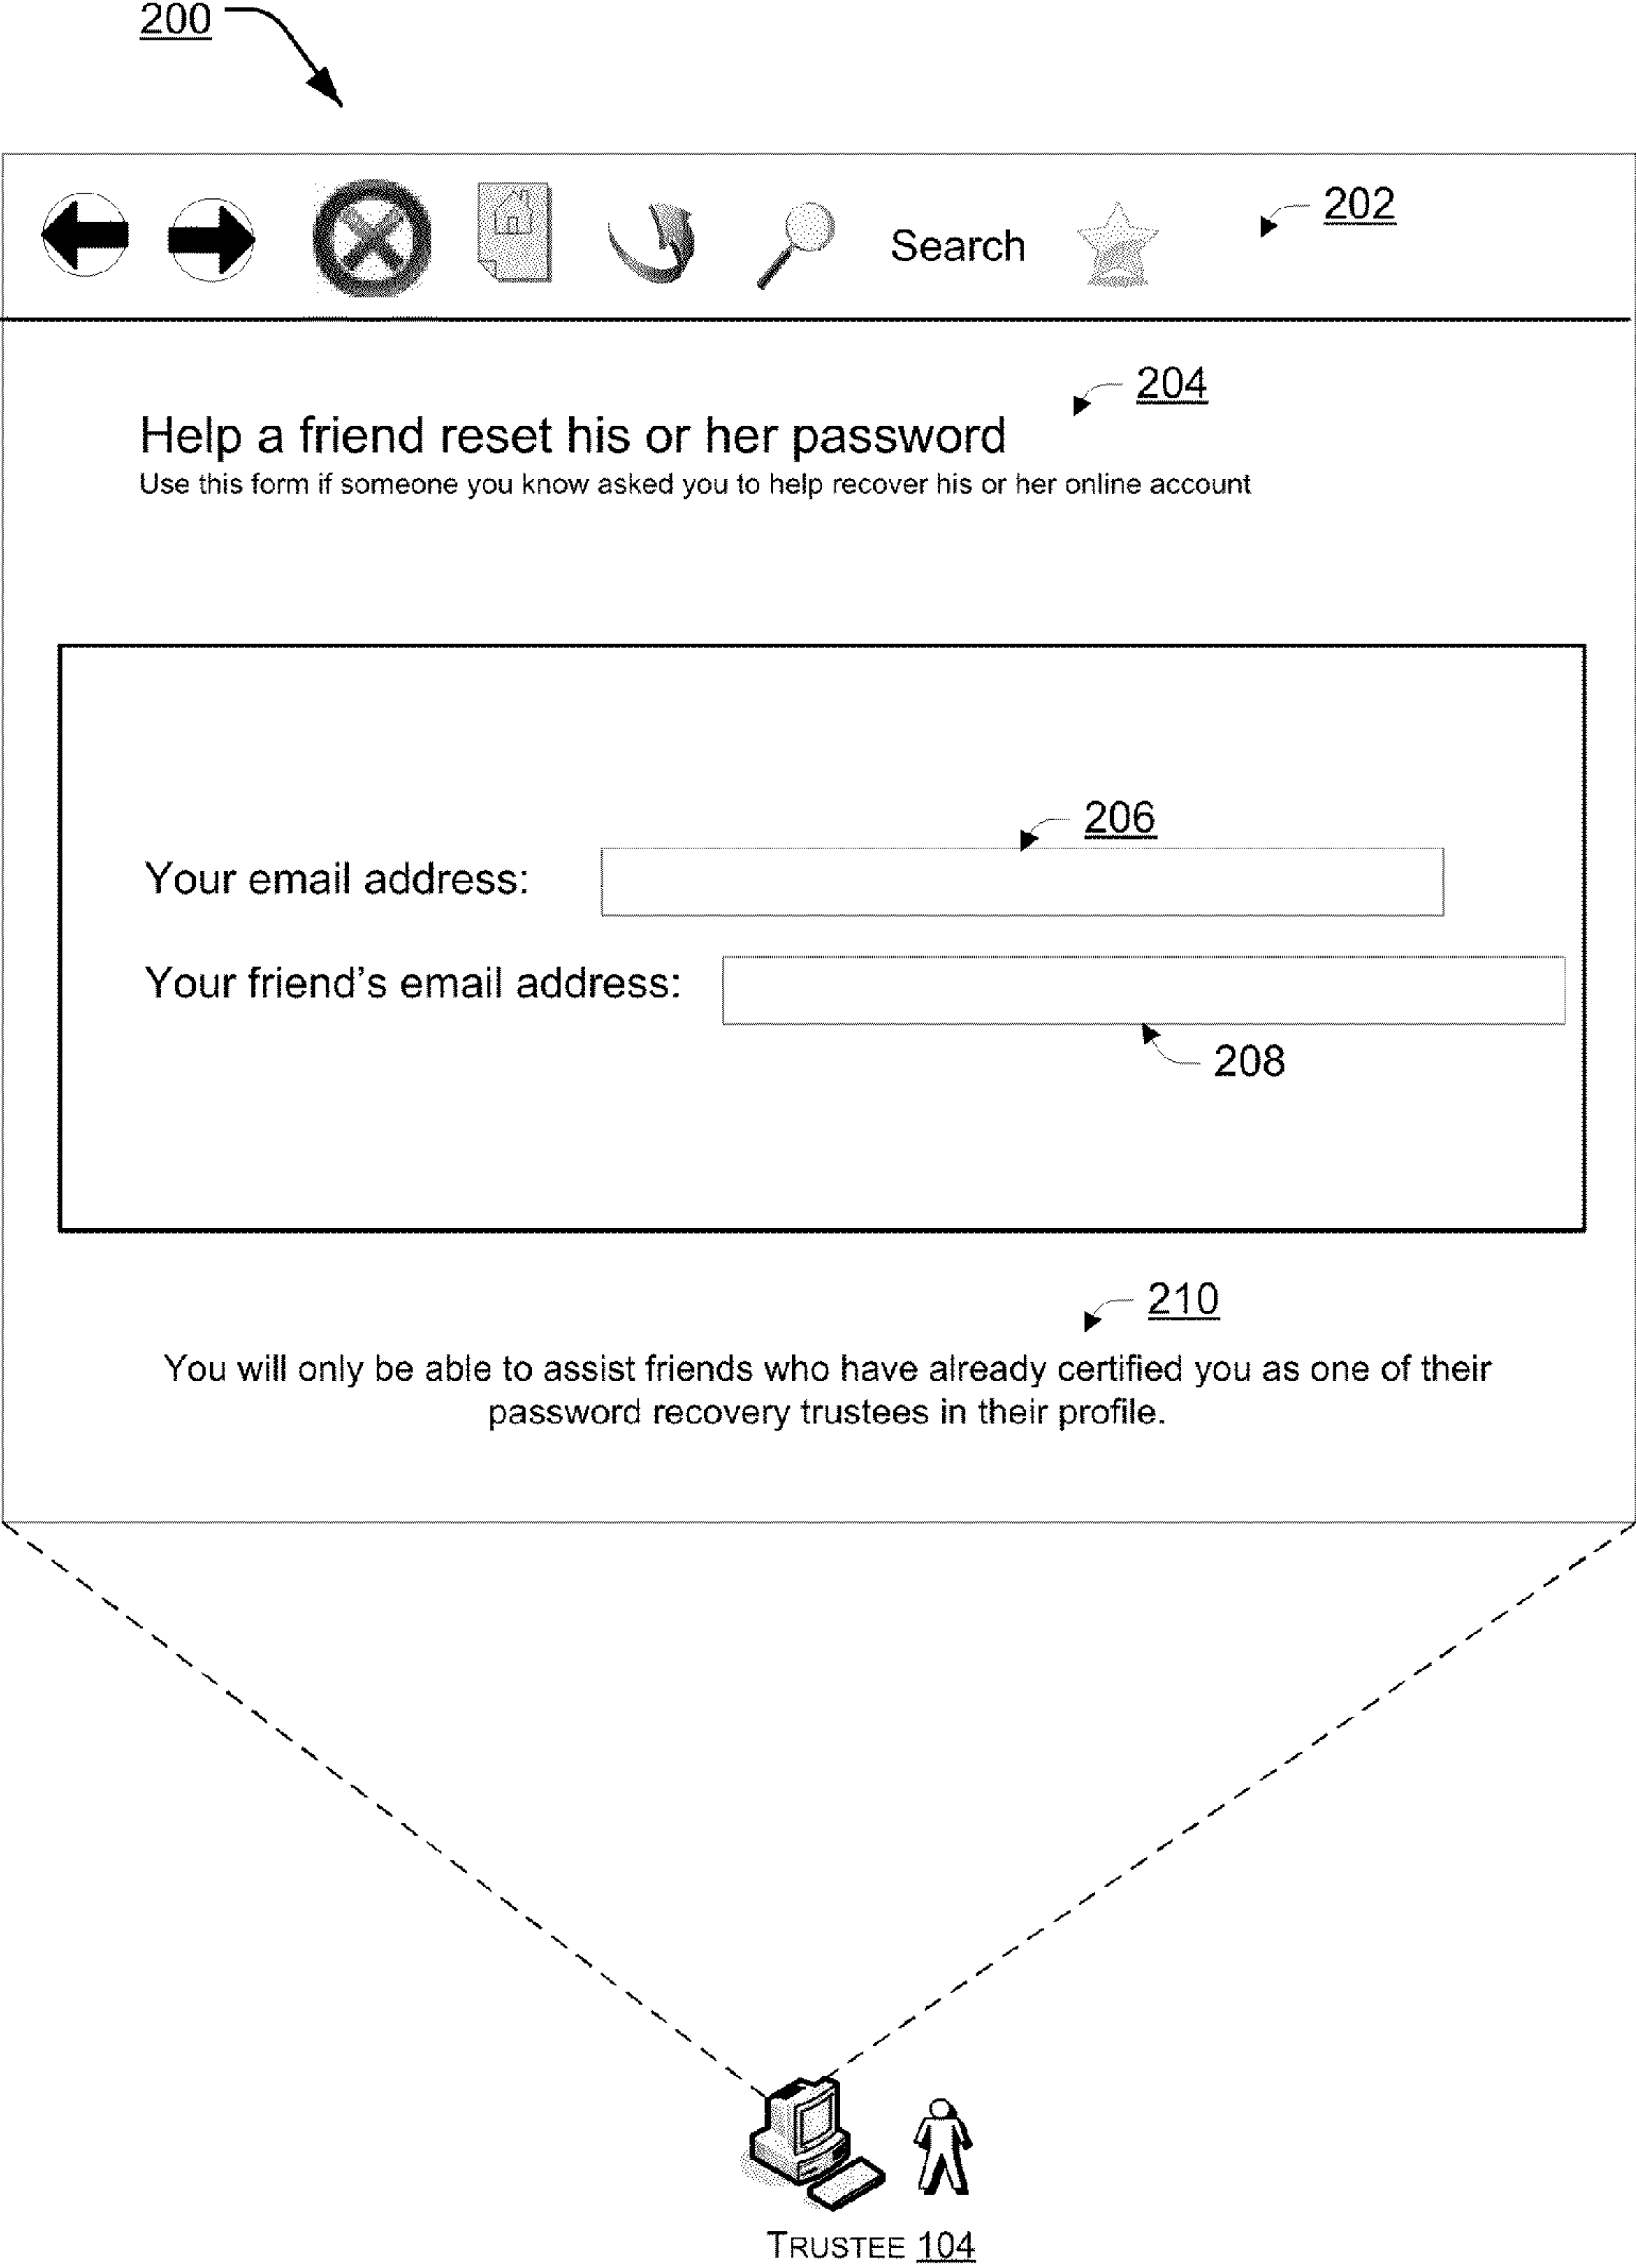 200
202
Search
204
Help a friend reset his or her password
Use this form if someone you know asked you to help recover his or her online account
206
Your email address:
Your friend's email address:
208
210
You will only be able to assist friends who have already certified you as one of their
password recovery trustees in their profile.
TRUSTEE 104